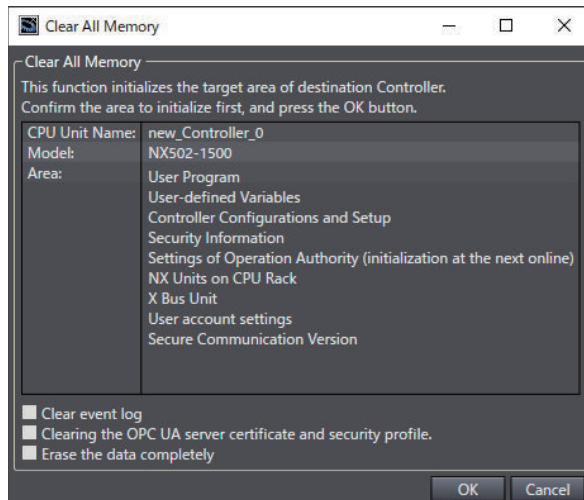 Clear All Memory
Clear All Memory
This function initializes the target area of destination Controller.
Confirm the area to initialize first, and press the OK button.
CPU Unit Name: new_Controller_0
Model: NX502-1500
Area: User Program
User-defined Variables
Controller Configurations and Setup
Security Information
Settings of Operation Authority (initialization at the next online)
NX Units on CPU Rack
X Bus Unit
User account settings
Secure Communication Version
Clear event log
Clearing the OPC UA server certificate and security profile.
Erase the data completely
OK Cancel